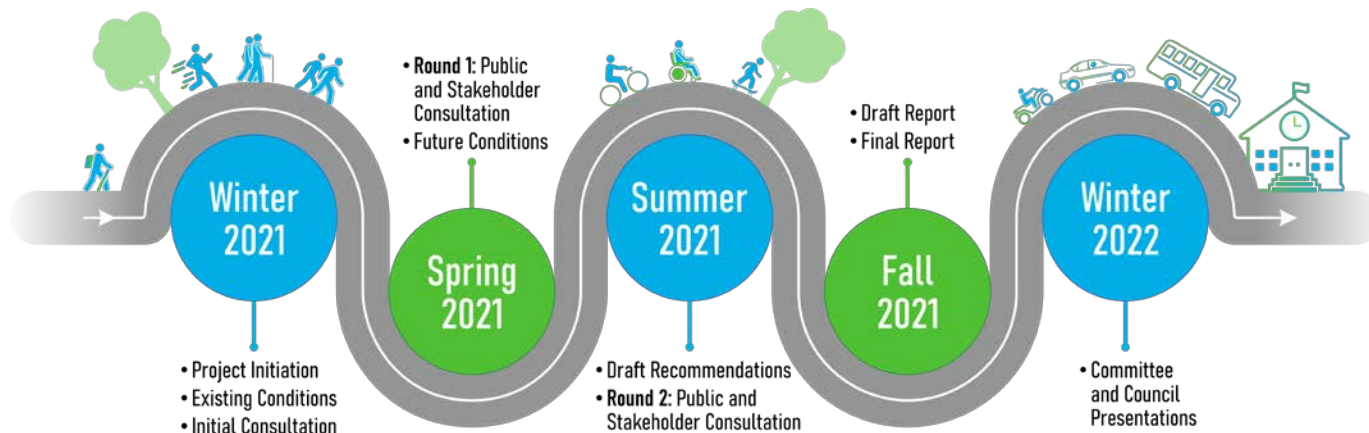 Winter
2021
• Project Initiation
• Existing Conditions
• Initial Consultation
• Round 1: Public
and Stakeholder
Consultation
• Future Conditions
Spring
2021
Summer
2021
• Draft Recommendations
• Round 2: Public and
Stakeholder Consultation
• Draft Report
• Final Report
Fall
2021
Winter
2022
• Committee
and Council
Presentations